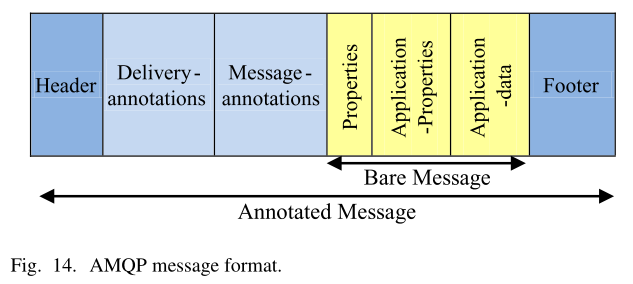 Header
Delivery-
annotations
Message-
annotations
Properties
Application
-Properties
Application
-data
Footer
Bare Message
Annotated Message
Fig. 14. AMQP message format.